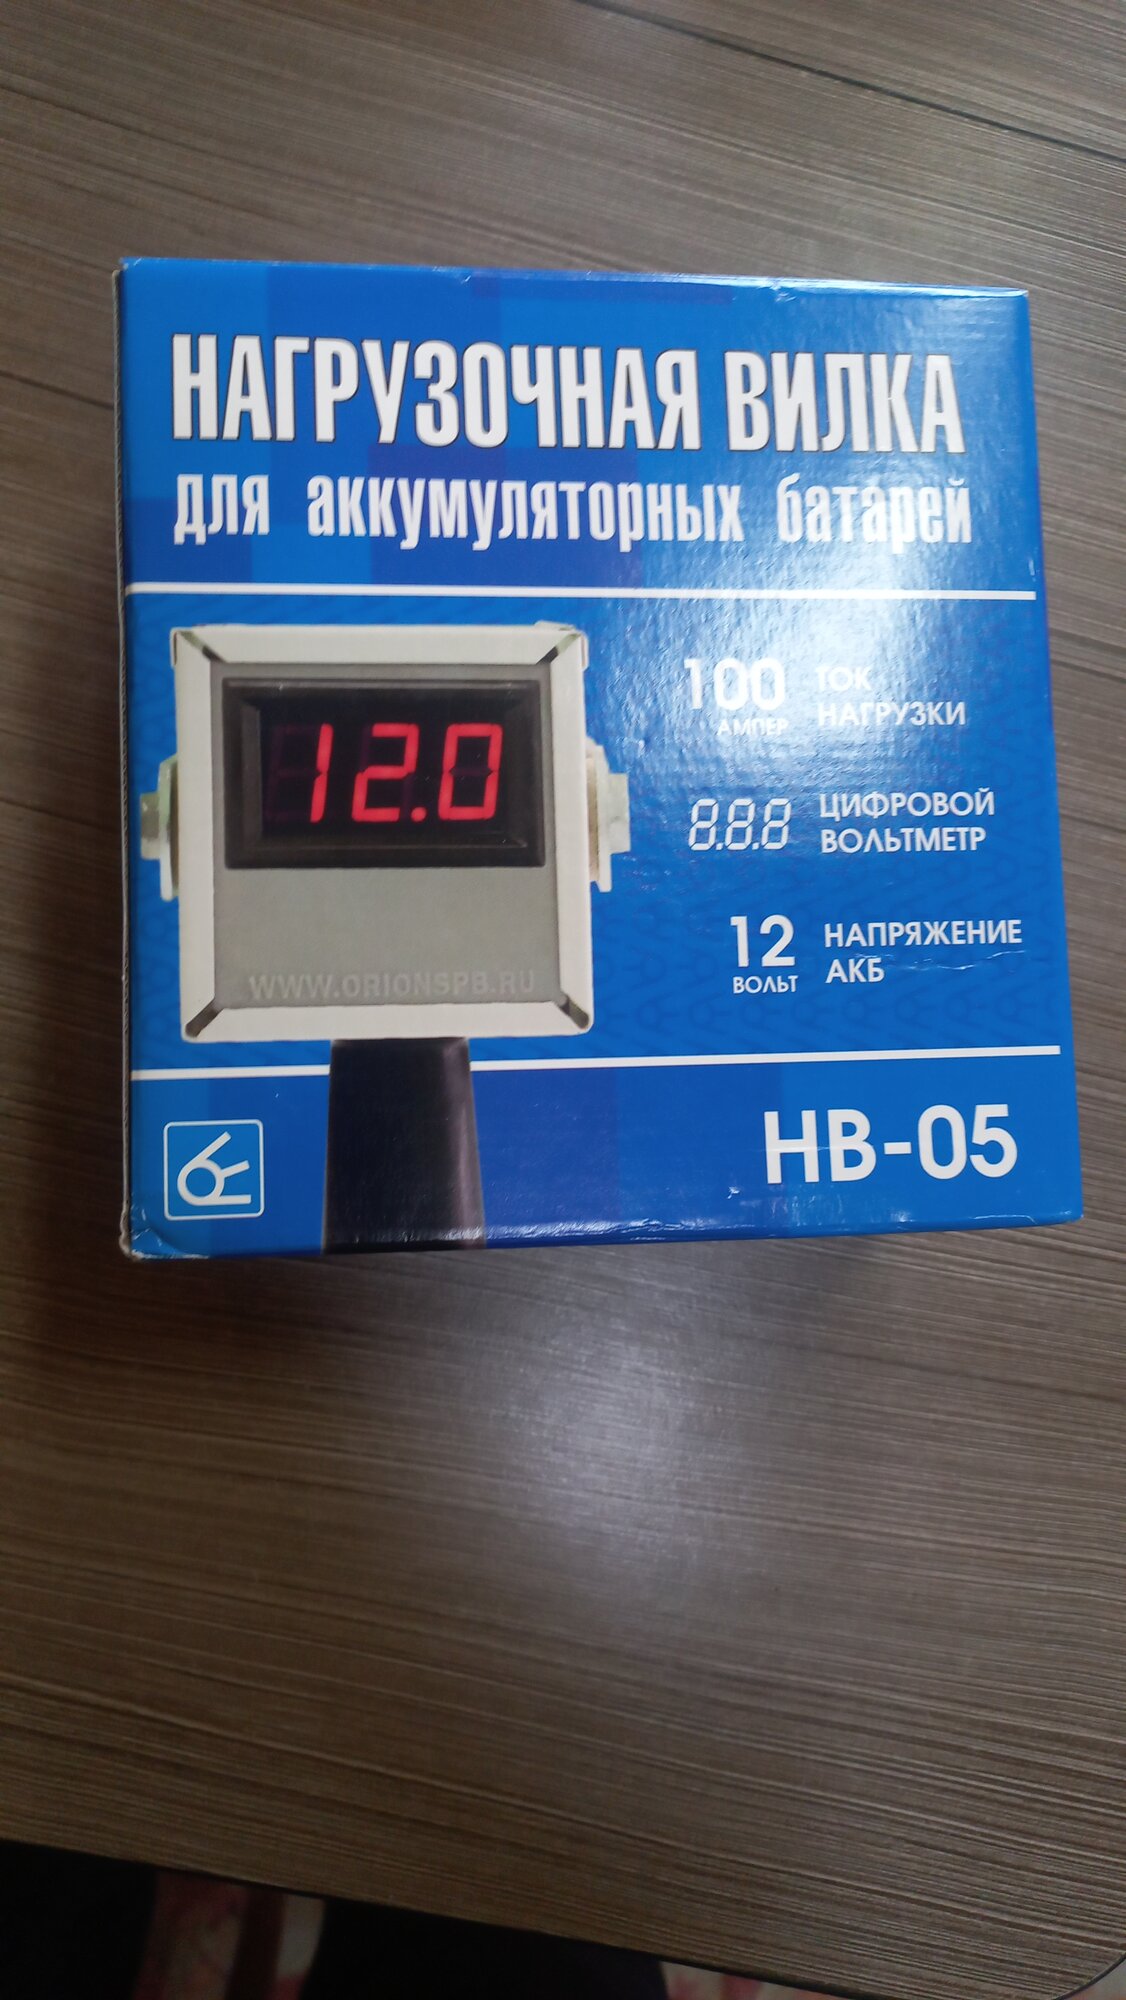 НАГРУЗОЧНАЯ ВИЛКА
для аккумуляторных батарей
12.0
WWW.ORIONSPB.RU
100
АМПЕР
ТОК
НАГРУЗКИ
8.8.8
ЦИФРОВОЙ
ВОЛЬТМЕТР
12
ВОЛЬТ
НАПРЯЖЕНИЕ
АКБ
НВ-05